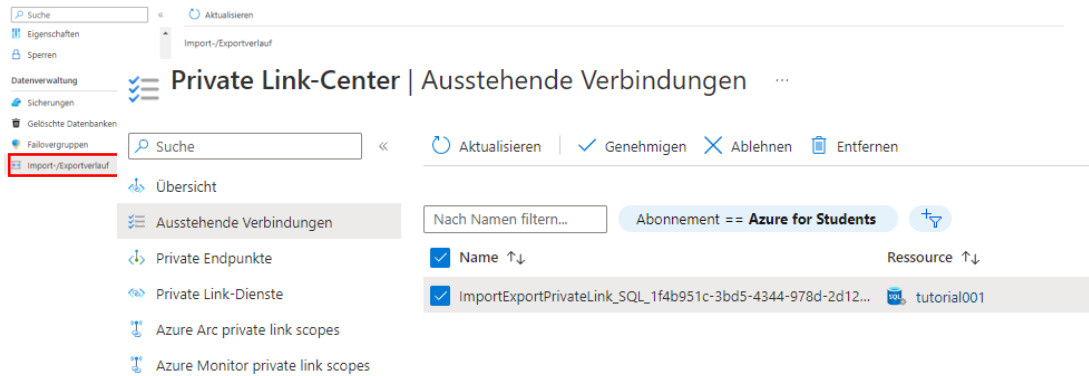 Suche
«
Aktualisieren
Eigenschaften
Import-/Exportverlauf
Sperren
Datenverwaltung
Sicherungen
Gelöschte Datenbanken
Failovergruppen
Import-/Exportverlauf
Private Link-Center | Ausstehende Verbindungen ...
Suche
«
Aktualisieren Genehmigen Ablehnen Entfernen
Übersicht
Ausstehende Verbindungen
Private Endpunkte
Private Link-Dienste
Azure Arc private link scopes
Azure Monitor private link scopes
Nach Namen filtern... Abonnement == Azure for Students
Name ↑↓ Ressource ↑↓
ImportExportPrivateLink_SQL_1f4b951c-3bd5-4344-978d-2d12... SQL tutorial001